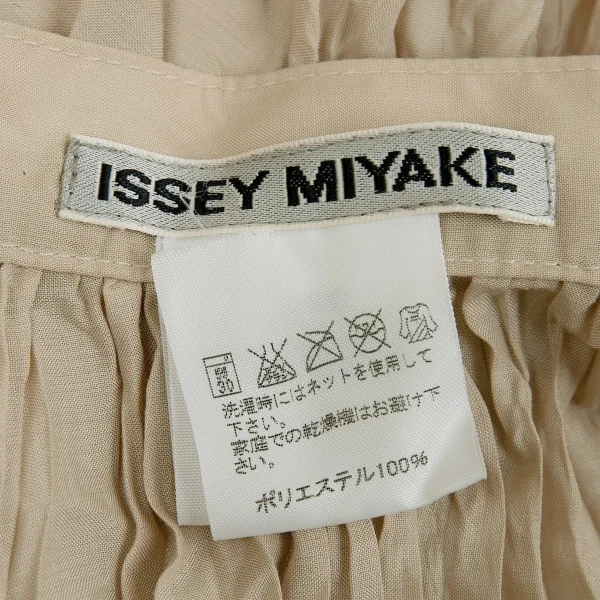 ISSEY MIYAKE
弱
30
洗濯時にはネットを使用して
下さい。
家庭での乾燥機はお避け下
さい。
ポリエステル100%